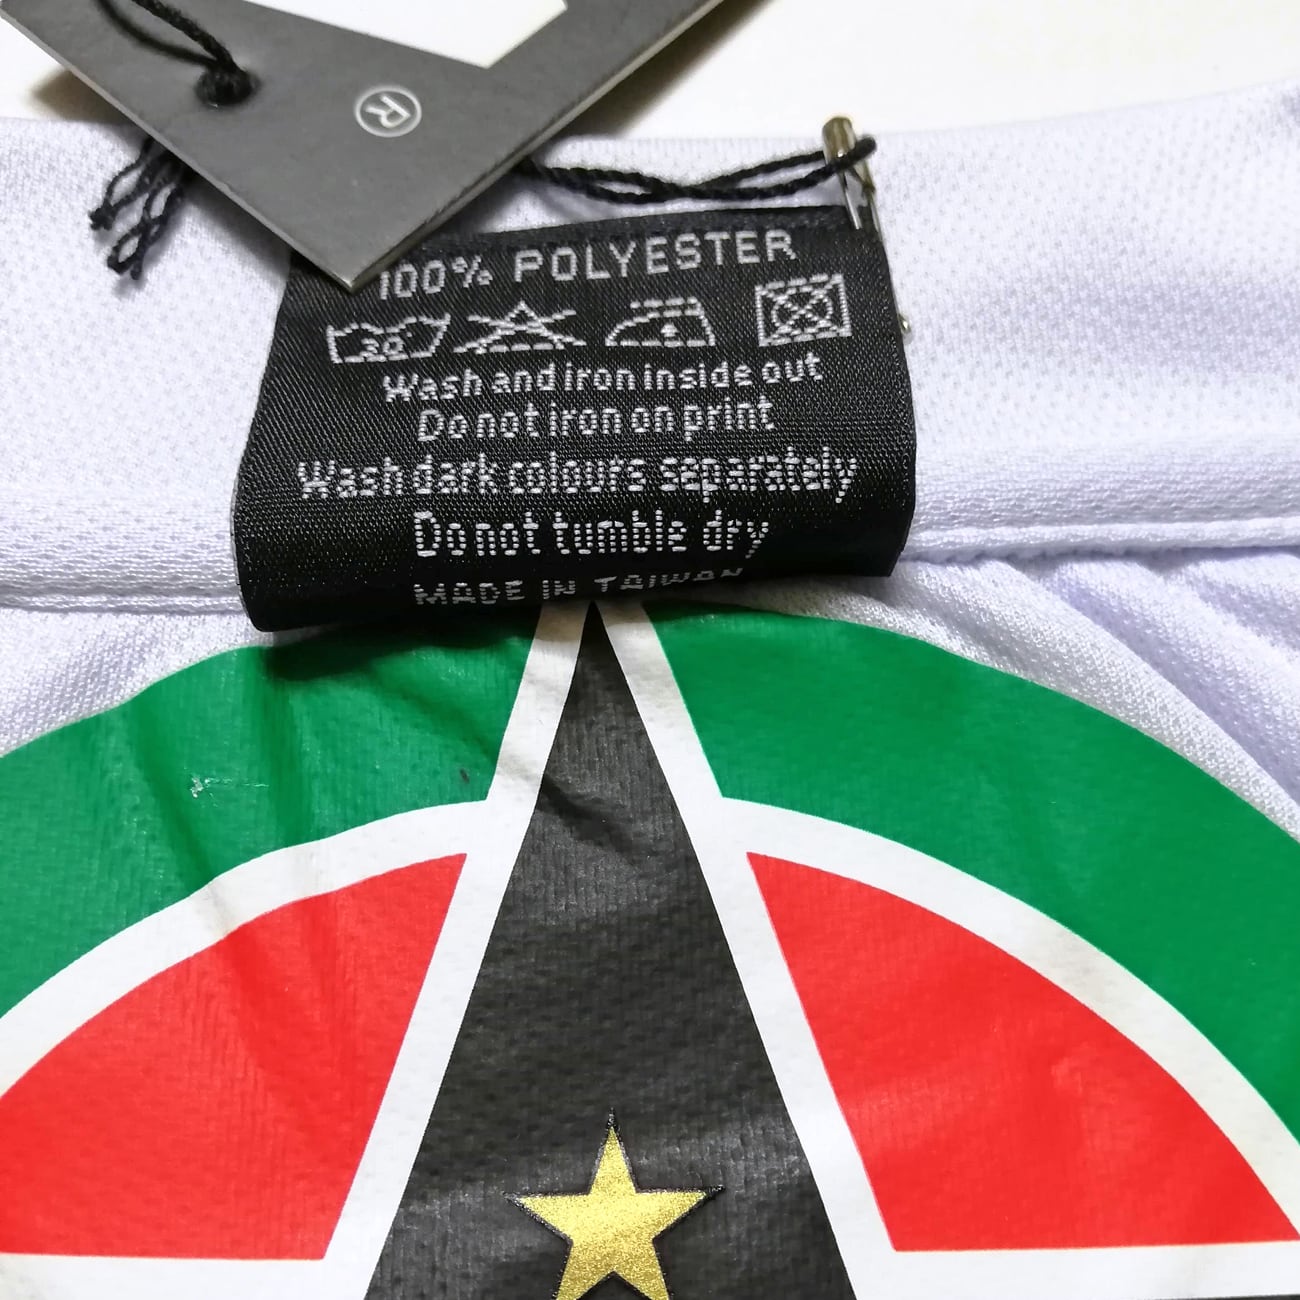 ®
100% POLYESTER
30
Wash and iron inside out
Do not iron on print
Wash dark colours separately
Do not tumble dry
MADE IN TAIWAN